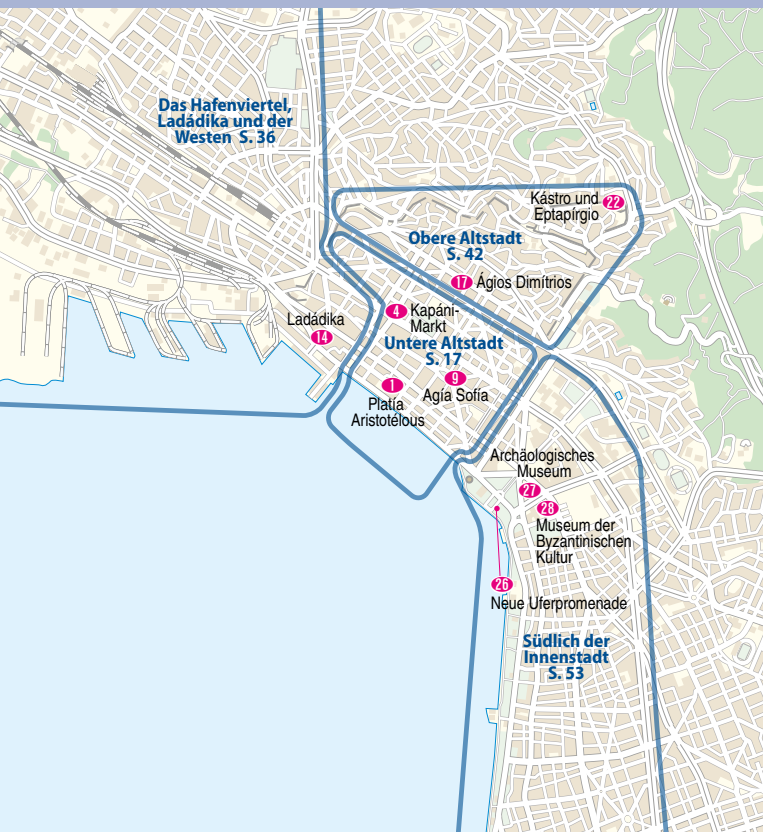 Das Hafenviertel,
Ladádika und der
Westen S. 36
Kástro und
Eptapírgio
22
Obere Altstadt
S. 42
17 Ágios Dimítrios
Ladádika
14
4 Kapáni-
Markt
Untere Altstadt
S. 17
1
Platía
Aristotélous
9
Agía Sofía
Archäologisches
Museum
27
28
Museum der
Byzantinischen
Kultur
26
Neue Uferpromenade
Südlich der
Innenstadt
S. 53